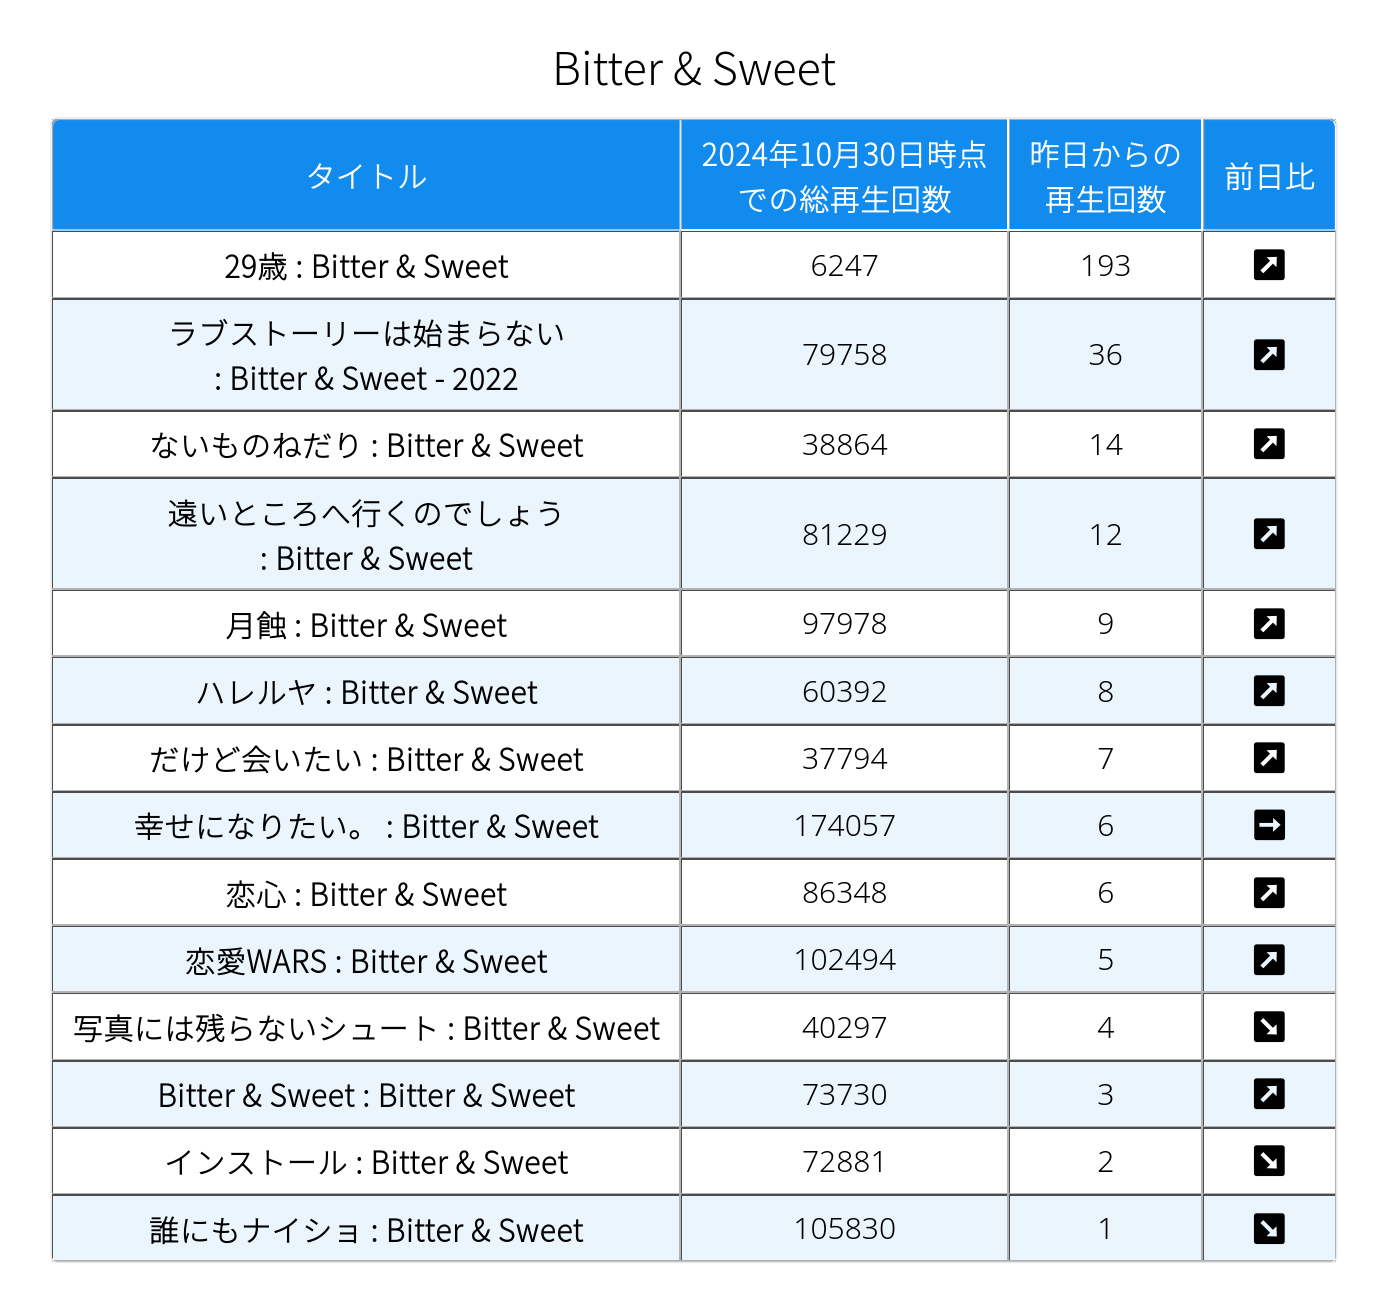 Bitter & Sweet
タイトル
2024年10月30日時点
での総再生回数
昨日からの
再生回数
前日比
29歳 : Bitter & Sweet
6247
193
ラブストーリーは始まらない
: Bitter & Sweet - 2022
79758
36
ないものねだり : Bitter & Sweet
38864
14
遠いところへ行くのでしょう
: Bitter & Sweet
81229
12
月蝕 : Bitter & Sweet
97978
9
ハレルヤ : Bitter & Sweet
60392
8
だけど会いたい : Bitter & Sweet
37794
7
幸せになりたい。 : Bitter & Sweet
174057
6
恋心 : Bitter & Sweet
86348
6
恋愛WARS : Bitter & Sweet
102494
5
写真には残らないシュート : Bitter & Sweet
40297
4
Bitter & Sweet : Bitter & Sweet
73730
3
インストール : Bitter & Sweet
72881
2
誰にもナイショ : Bitter & Sweet
105830
1